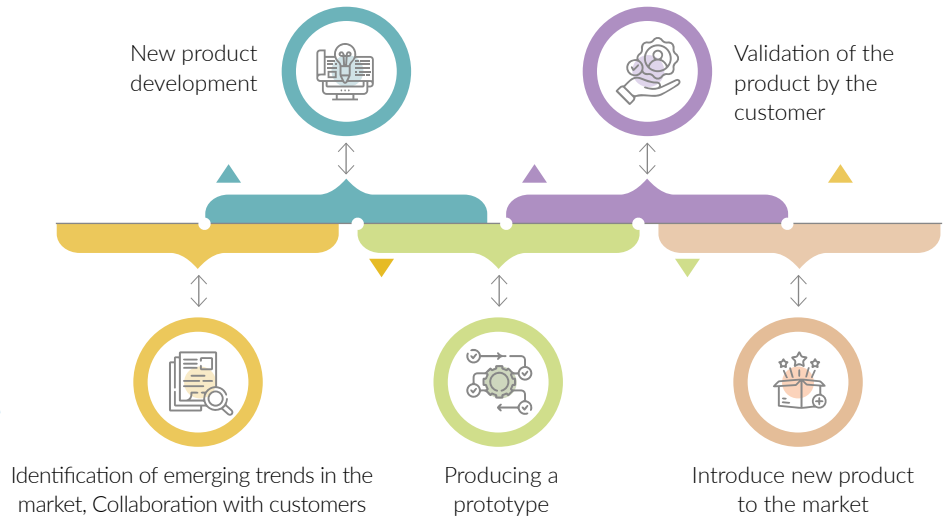 New product
development
Validation of the
product by the
customer
Identification of emerging trends in the
market, Collaboration with customers
Producing a
prototype
Introduce new product
to the market